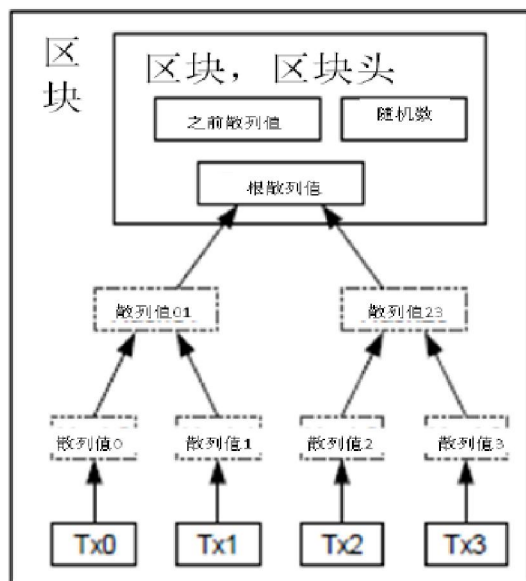 区块
区块，区块头
之前散列值
随机数
根散列值
散列值01
散列值23
散列值0
散列值1
散列值2
散列值3
Tx0
Tx1
Tx2
Tx3